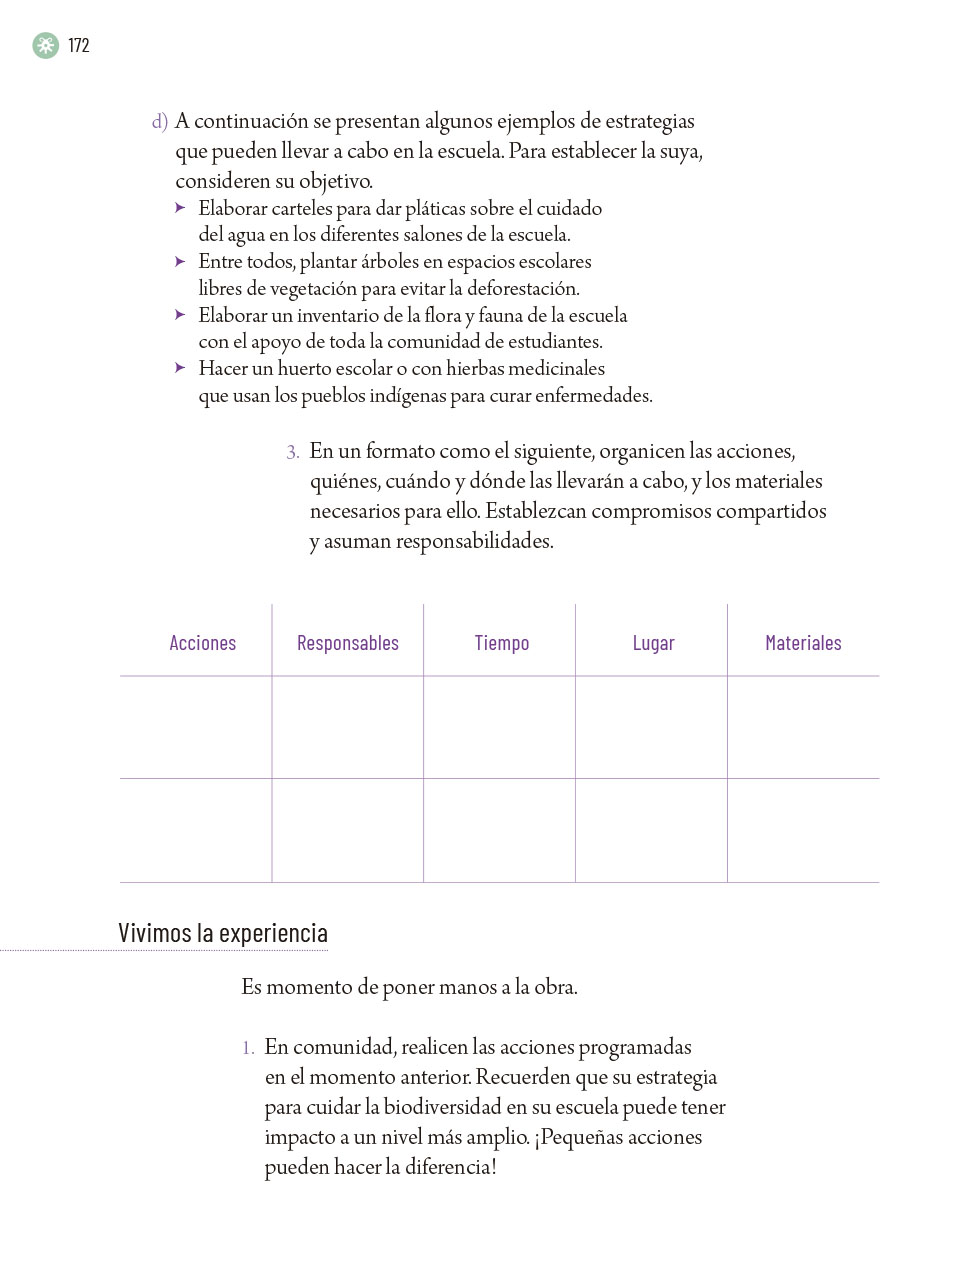 172
d) A continuación se presentan algunos ejemplos de estrategias
que pueden llevar a cabo en la escuela. Para establecer la suya,
consideren su objetivo.
➤ Elaborar carteles para dar pláticas sobre el cuidado
del agua en los diferentes salones de la escuela.
➤ Entre todos, plantar árboles en espacios escolares
libres de vegetación para evitar la deforestación.
➤ Elaborar un inventario de la flora y fauna de la escuela
con el apoyo de toda la comunidad de estudiantes.
➤ Hacer un huerto escolar o con hierbas medicinales
que usan los pueblos indígenas para curar enfermedades.
3. En un formato como el siguiente, organicen las acciones,
quiénes, cuándo y dónde las llevarán a cabo, y los materiales
necesarios para ello. Establezcan compromisos compartidos
y asuman responsabilidades.
Acciones Responsables Tiempo Lugar Materiales
Vivimos la experiencia
Es momento de poner manos a la obra.
1. En comunidad, realicen las acciones programadas
en el momento anterior. Recuerden que su estrategia
para cuidar la biodiversidad en su escuela puede tener
impacto a un nivel más amplio. ¡Pequeñas acciones
pueden hacer la diferencia!